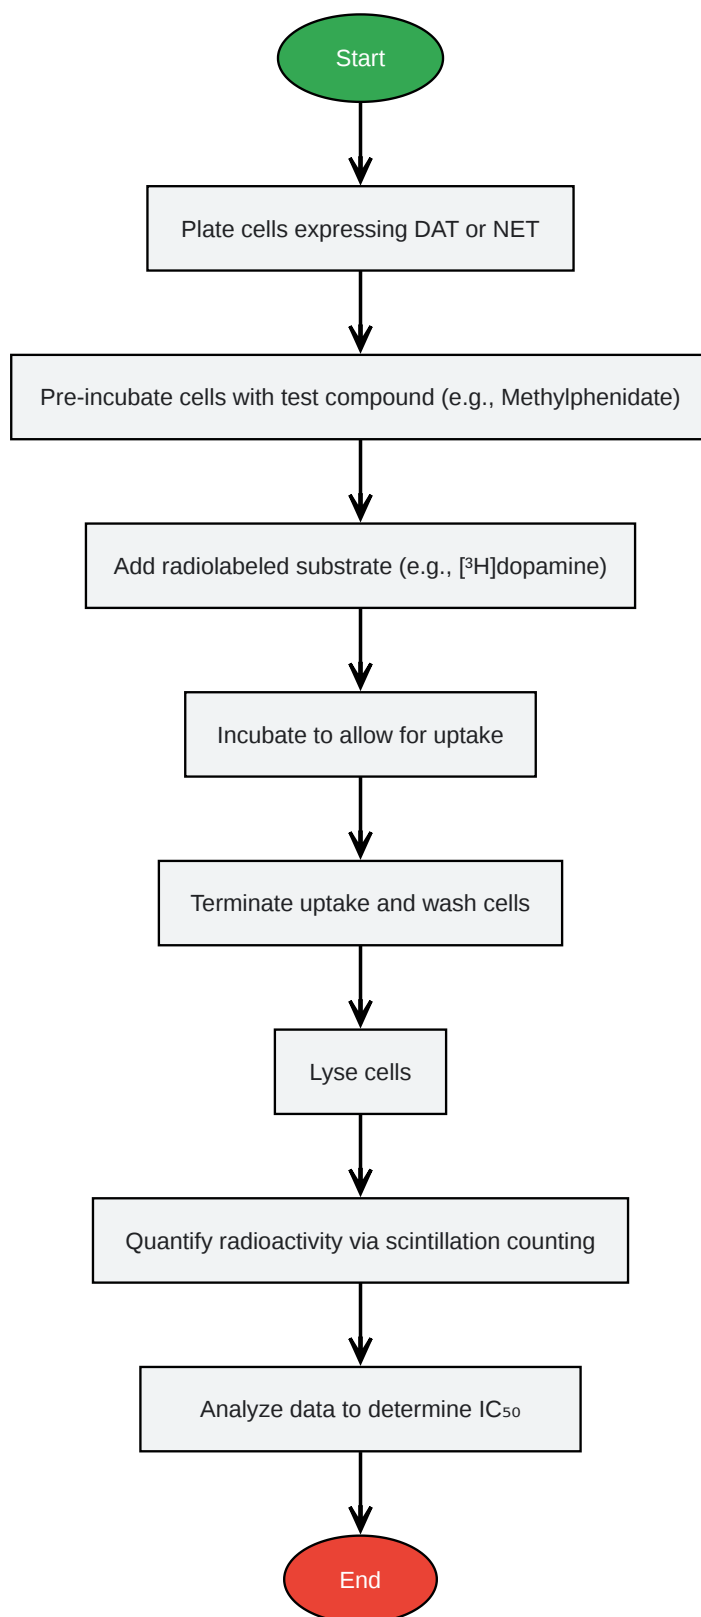 Start
Plate cells expressing DAT or NET
Pre-incubate cells with test compound (e.g., Methylphenidate)
Add radiolabeled substrate (e.g., [³H]dopamine)
Incubate to allow for uptake
Terminate uptake and wash cells
Lyse cells
Quantify radioactivity via scintillation counting
Analyze data to determine IC₅₀
End